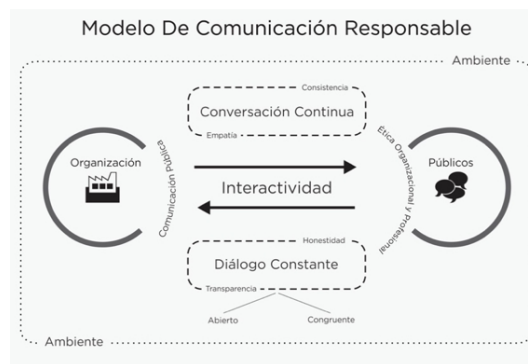 Modelo De Comunicación Responsable
Ambiente
Consistencia
Conversación Continua
Empatía
Organización
Comunicación Pública
Interactividad
Ética Organizacional y Profesional
Públicos
Honestidad
Diálogo Constante
Transparencia
Abierto
Congruente
Ambiente